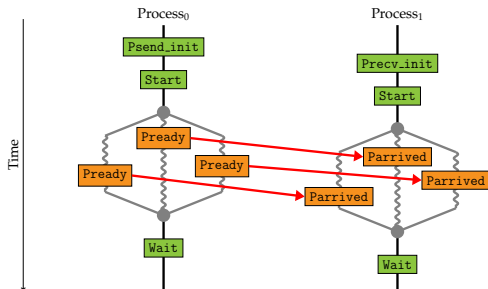 Process₀ Process₁
Psend_init
Precv_init
Start
Start
Time
Pready
Parrived
Pready
Pready
Parrived
Parrived
Wait
Wait